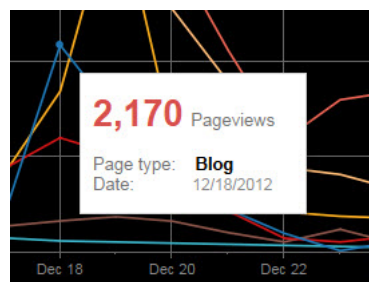 2,170 Pageviews
Page type: Blog
Date: 12/18/2012
Dec 18 Dec 20 Dec 22